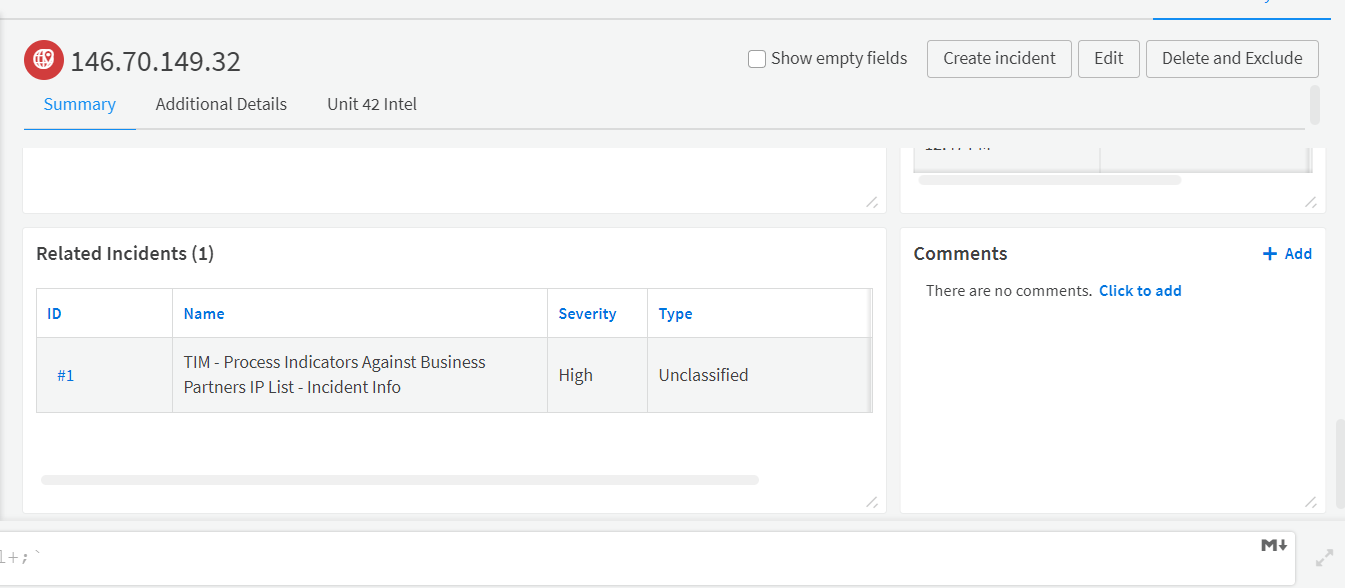 146.70.149.32
Show empty fields
Create incident
Edit
Delete and Exclude
Summary
Additional Details
Unit 42 Intel
Related Incidents (1)
ID
Name
Severity
Type
#1
TIM - Process Indicators Against Business
Partners IP List - Incident Info
High
Unclassified
Comments
+ Add
There are no comments. Click to add
M↓